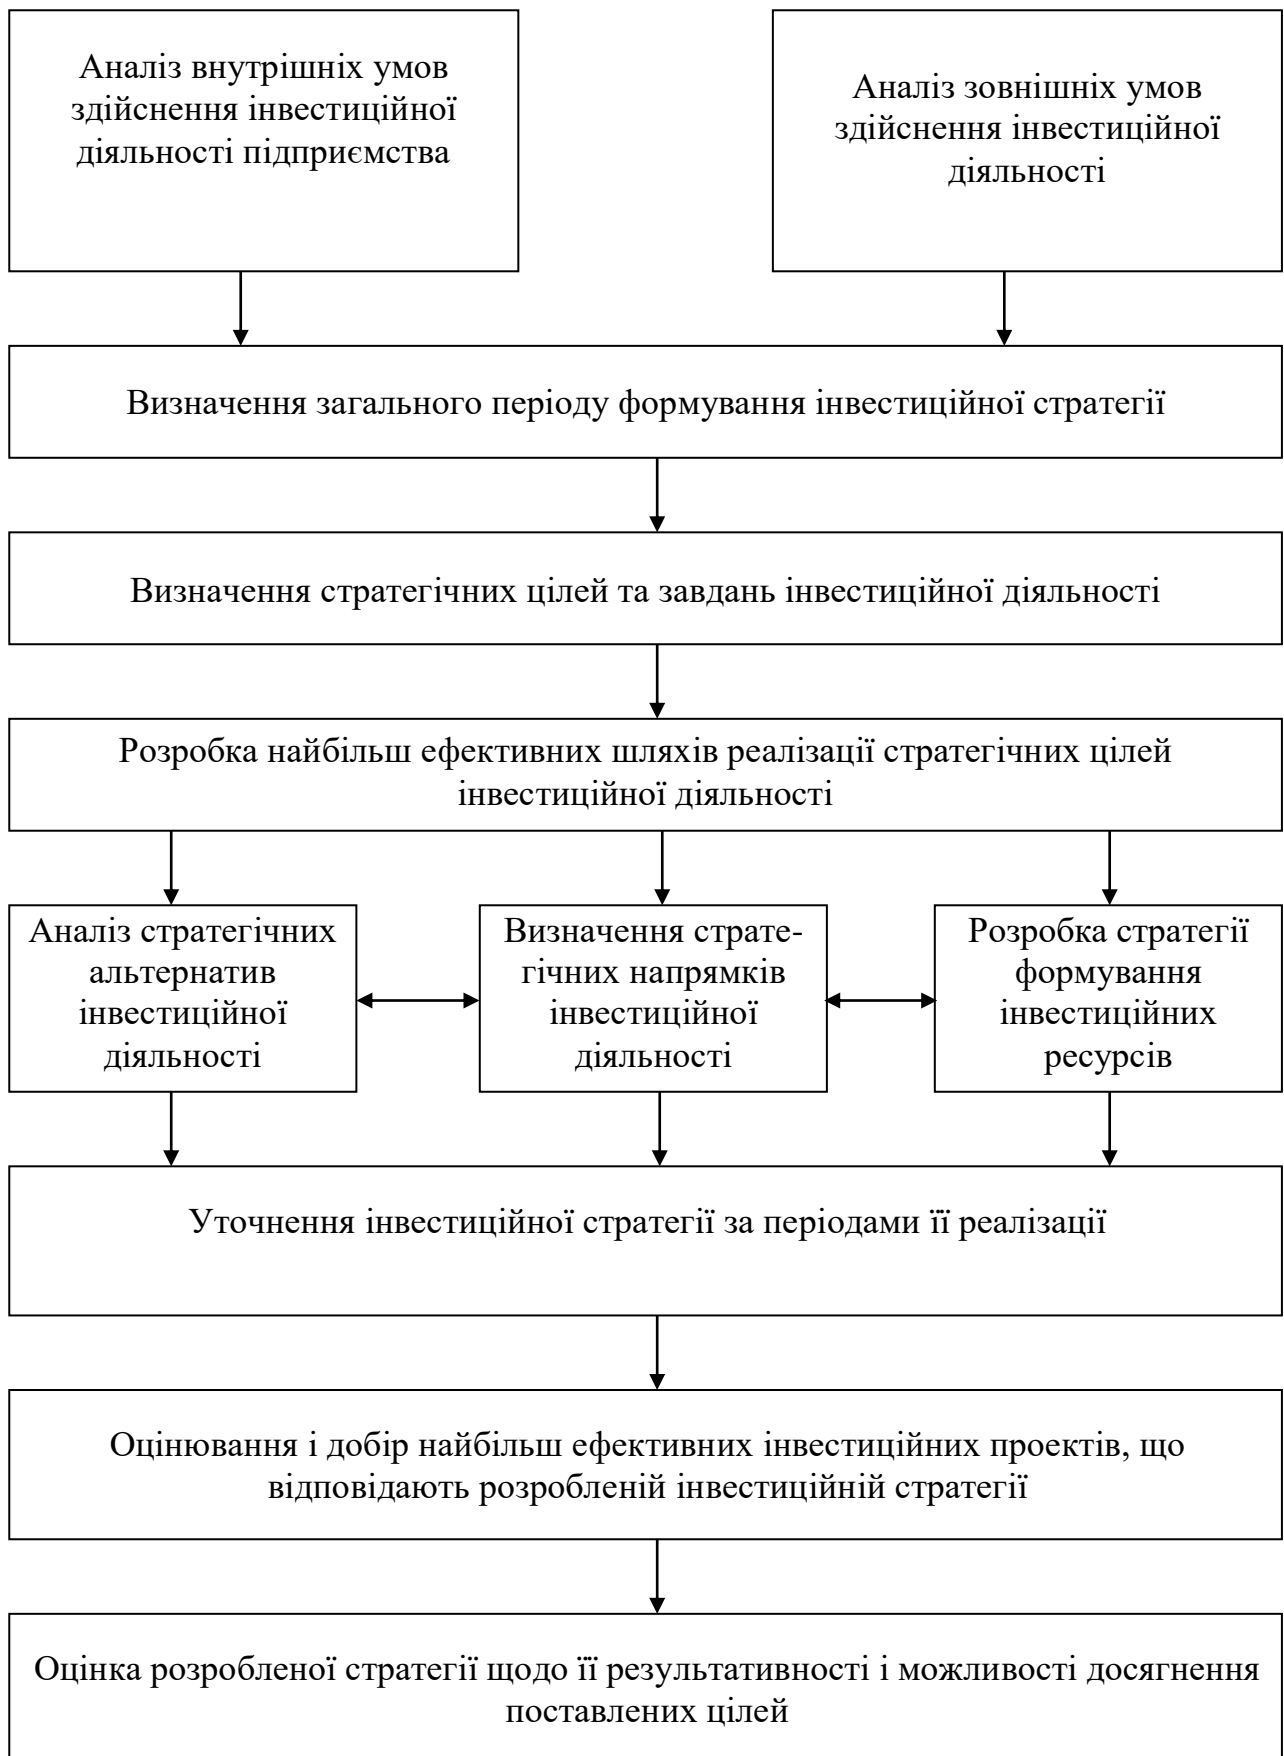 Аналіз внутрішніх умов
здійснення інвестиційної
діяльності підприємства
Аналіз зовнішніх умов
здійснення інвестиційної
діяльності
Визначення загального періоду формування інвестиційної стратегії
Визначення стратегічних цілей та завдань інвестиційної діяльності
Розробка найбільш ефективних шляхів реалізації стратегічних цілей
інвестиційної діяльності
Аналіз стратегічних
альтернатив
інвестиційної
діяльності
Визначення страте-
гічних напрямків
інвестиційної
діяльності
Розробка стратегії
формування
інвестиційних
ресурсів
Уточнення інвестиційної стратегії за періодами її реалізації
Оцінювання і добір найбільш ефективних інвестиційних проектів, що
відповідають розробленій інвестиційній стратегії
Оцінка розробленої стратегії щодо її результативності і можливості досягнення
поставлених цілей